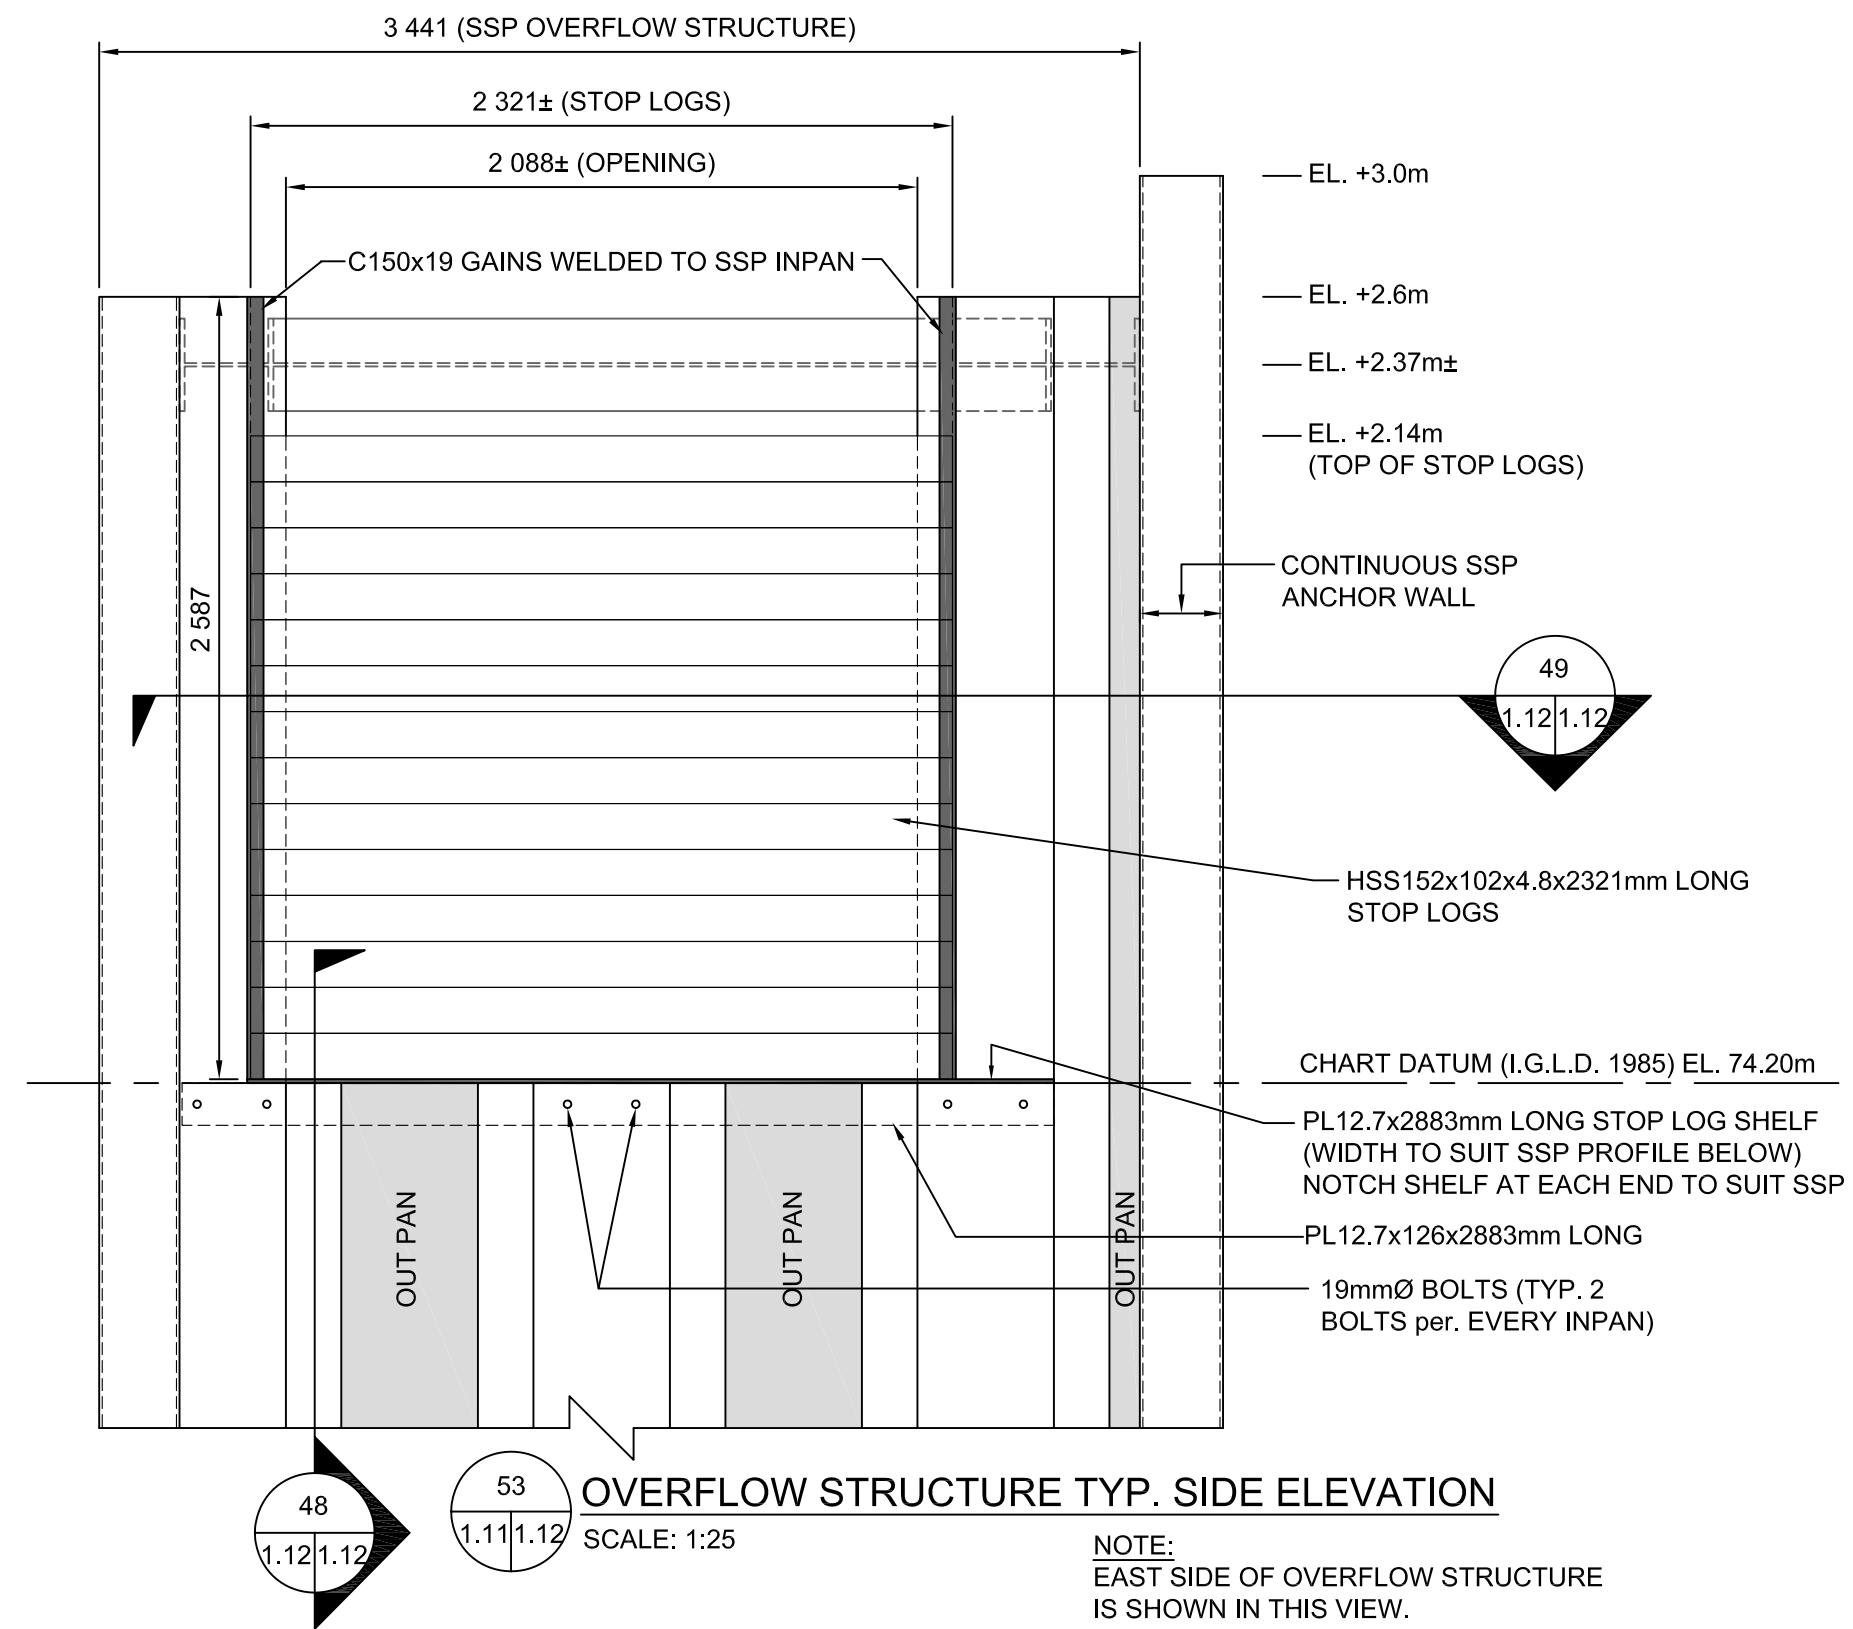 3 441 (SSP OVERFLOW STRUCTURE)
2 321± (STOP LOGS)
2 088± (OPENING)
EL. +3.0m
C150x19 GAINS WELDED TO SSP INPAN
EL. +2.6m
EL. +2.37m±
EL. +2.14m
(TOP OF STOP LOGS)
CONTINUOUS SSP
ANCHOR WALL
2 587
49
1.12 1.12
HSS152x102x4.8x2321mm LONG
STOP LOGS
CHART DATUM (I.G.L.D. 1985) EL. 74.20m
PL12.7x2883mm LONG STOP LOG SHELF
(WIDTH TO SUIT SSP PROFILE BELOW)
NOTCH SHELF AT EACH END TO SUIT SSP
OUT PAN
OUT PAN
OUT PAN
PL12.7x126x2883mm LONG
19mmØ BOLTS (TYP. 2
BOLTS per. EVERY INPAN)
48
1.12 1.12
53
1.11 1.12
OVERFLOW STRUCTURE TYP. SIDE ELEVATION
SCALE: 1:25
NOTE:
EAST SIDE OF OVERFLOW STRUCTURE
IS SHOWN IN THIS VIEW.